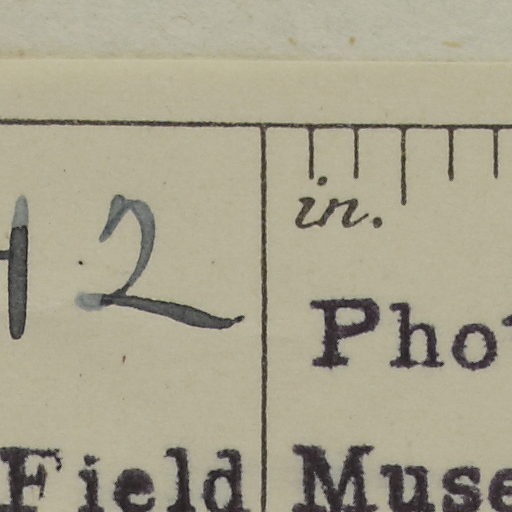 in.
2
Pho
Field Muse